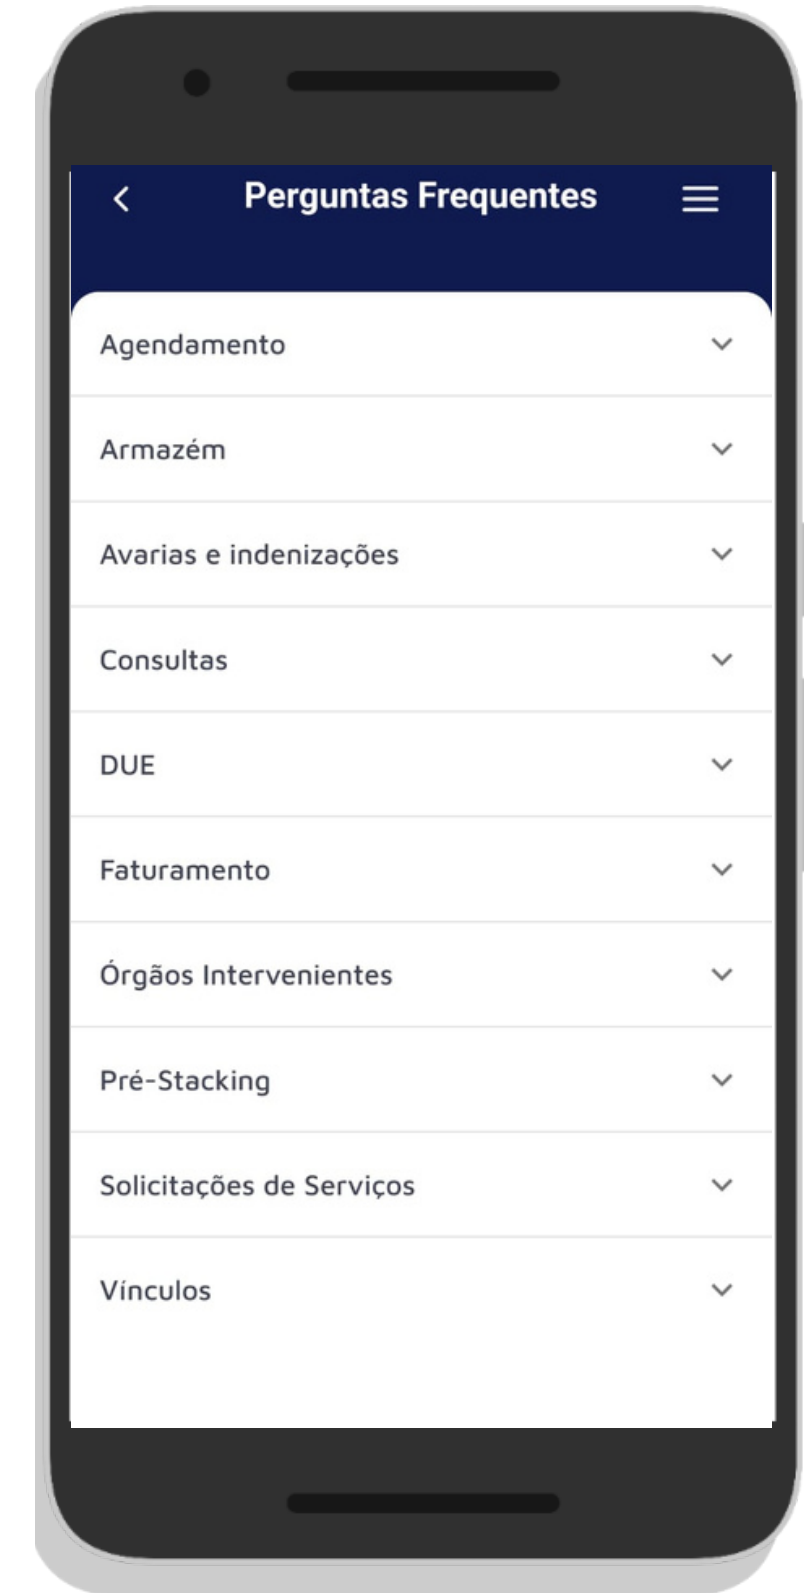 Perguntas Frequentes
Agendamento
Armazém
Avarias e indenizações
Consultas
DUE
Faturamento
Órgãos Intervenientes
Pré-Stacking
Solicitações de Serviços
Vínculos